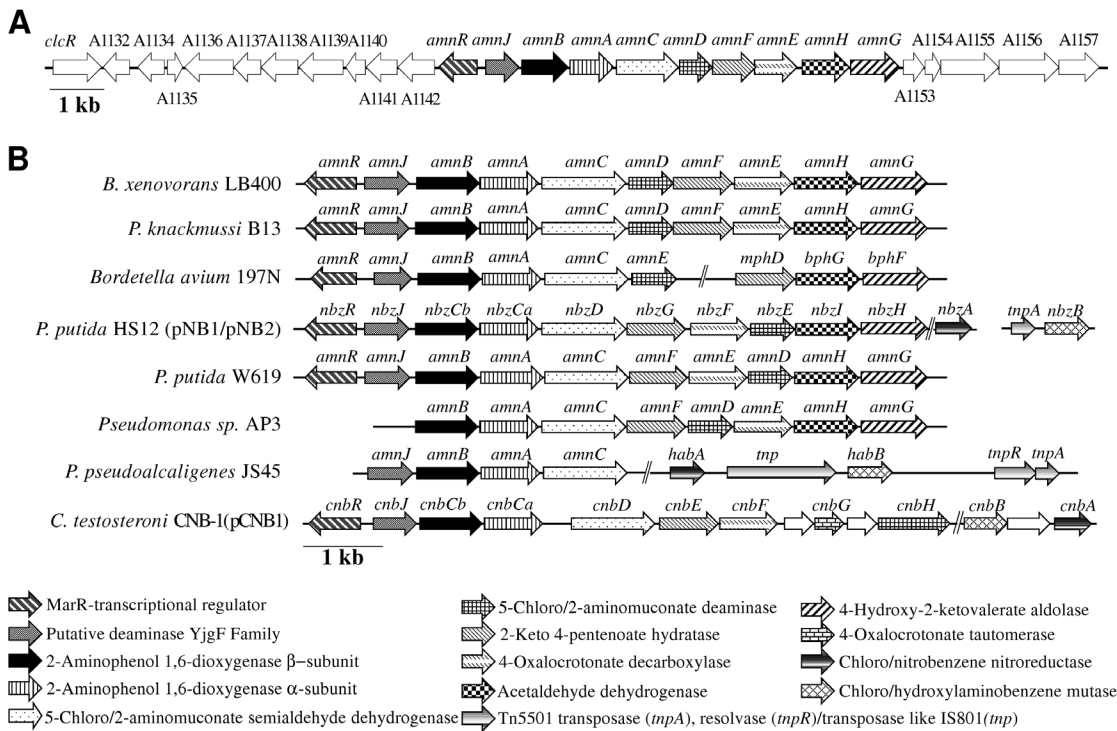 A
clcR A1132 A1134 A1136 A1137 A1138 A1139 A1140 amnR amnJ amnB amnA amnC amnD amnF amnE amnH amnG A1154 A1155 A1156 A1157
A1135 A1141 A1142 A1153
1 kb
B
amnR amnJ amnB amnA amnC amnD amnF amnE amnH amnG
B. xenovorans LB400
amnR amnJ amnB amnA amnC amnD amnF amnE amnH amnG
P. knackmussi B13
amnR amnJ amnB amnA amnC amnE // mphD bphG bphF
Bordetella avium 197N
nbzR nbzJ nbzCb nbzCa nbzD nbzG nbzF nbzE nbzI nbzH // nbzA tnpA nbzB
P. putida HS12 (pNB1/pNB2)
amnR amnJ amnB amnA amnC amnF amnE amnD amnH amnG
P. putida W619
amnB amnA amnC amnF amnD amnE amnH amnG
Pseudomonas sp. AP3
amnJ amnB amnA amnC // habA tnp habB tnpR tnpA
P. pseudoalcaligenes JS45
cnbR cnbJ cnbCb cnbCa cnbD cnbE cnbF cnbG cnbH // cnbB cnbA
C. testosteroni CNB-1(pCNB1)
1 kb
MarR-transcriptional regulator
Putative deaminase YjgF Family
2-Aminophenol 1,6-dioxygenase β−subunit
2-Aminophenol 1,6-dioxygenase α-subunit
5-Chloro/2-aminomuconate semialdehyde dehydrogenase
5-Chloro/2-aminomuconate deaminase
2-Keto 4-pentenoate hydratase
4-Oxalocrotonate decarboxylase
Acetaldehyde dehydrogenase
Tn5501 transposase (tnpA), resolvase (tnpR)/transposase like IS801(tnp)
4-Hydroxy-2-ketovalerate aldolase
4-Oxalocrotonate tautomerase
Chloro/nitrobenzene nitroreductase
Chloro/hydroxylaminobenzene mutase